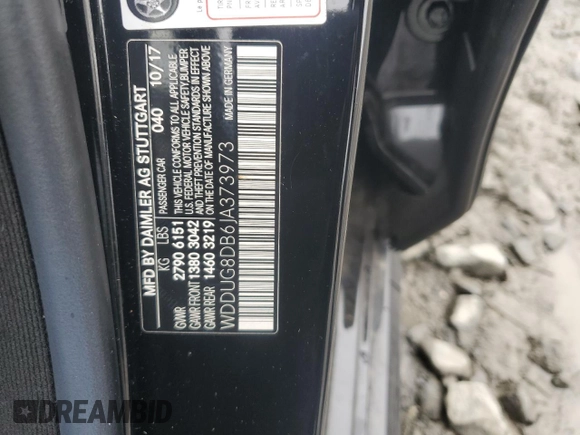 MFD BY DAIMLER AG STUTTGART
KG LBS PASSENGER CAR 040 10/17
GVWR 2790 6151 THIS VEHICLE CONFORMS TO ALL APPLICABLE
GAWR FRONT 1380 3042 U.S. FEDERAL MOTOR VEHICLE SAFETY, BUMPER
GAWR REAR 1460 3219 AND THEFT PREVENTION STANDARDS IN EFFECT
ON THE DATE OF MANUFACTURE SHOWN ABOVE
WDDUG8DB6JA373973 MADE IN GERMANY
DREAMBID